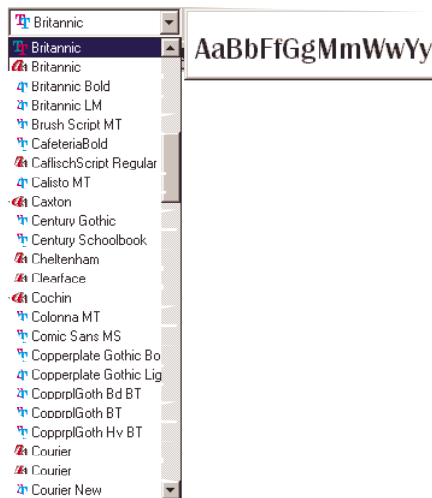 Britannic
AaBbFfGgMmWwYy
Britannic
Britannic
Britannic Bold
Britannic LM
Brush Script MT
CafeteriaBold
CaflischScript Regular
Calisto MT
Caxton
Century Gothic
Century Schoolbook
Cheltenham
Clearface
Cochin
Colonna MT
Comic Sans MS
Copperplate Gothic Bo
Copperplate Gothic Lig
CopprplGoth Bd BT
CopprplGoth BT
CopprplGoth Hv BT
Courier
Courier
Courier New